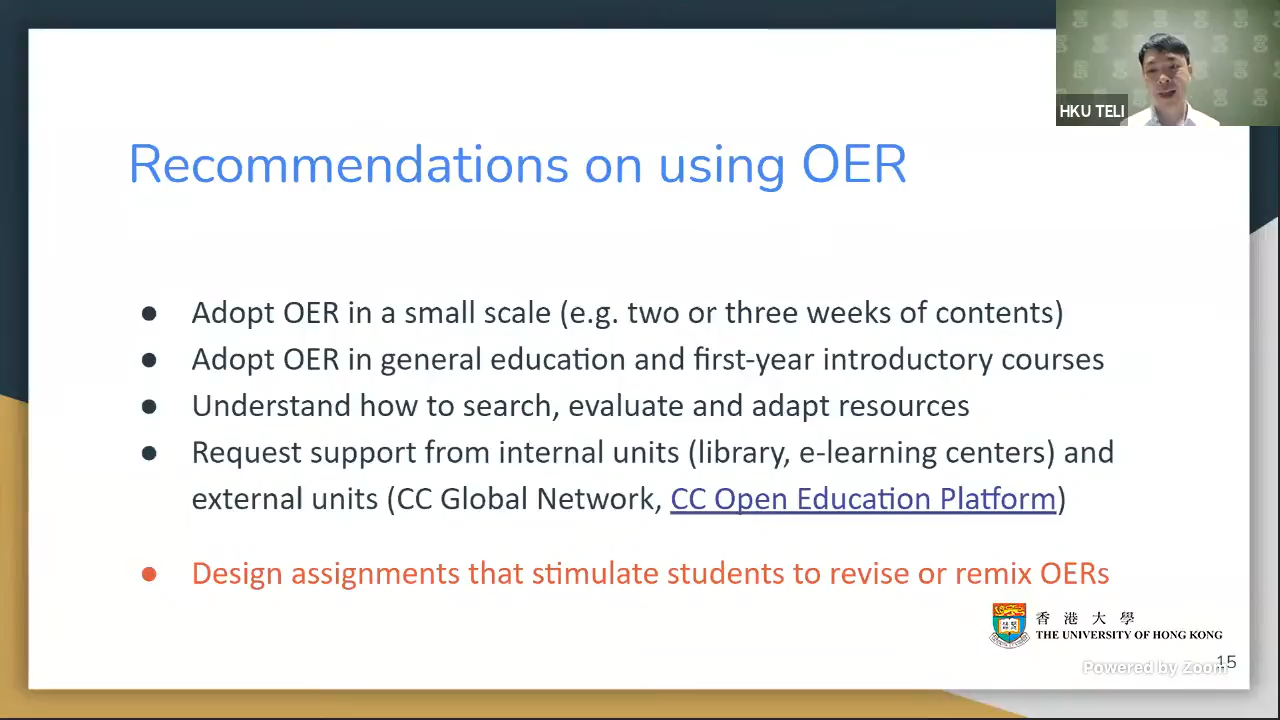 HKU TELI
Recommendations on using OER
● Adopt OER in a small scale (e.g. two or three weeks of contents)
● Adopt OER in general education and first-year introductory courses
● Understand how to search, evaluate and adapt resources
● Request support from internal units (library, e-learning centers) and
external units (CC Global Network, CC Open Education Platform)
● Design assignments that stimulate students to revise or remix OERs
香港大學
THE UNIVERSITY OF HONG KONG
15
Powered by Zoom